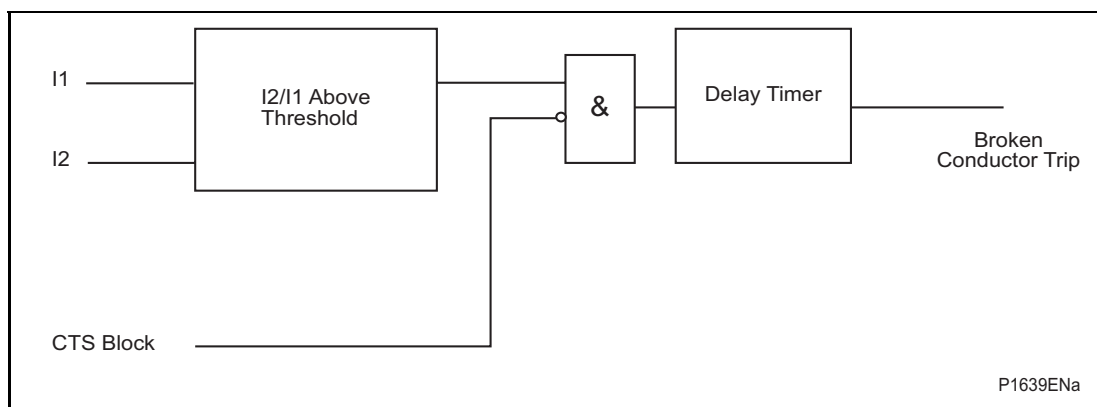 I1
I2
I2/I1 Above
Threshold
&
Delay Timer
Broken
Conductor Trip
CTS Block
P1639ENa